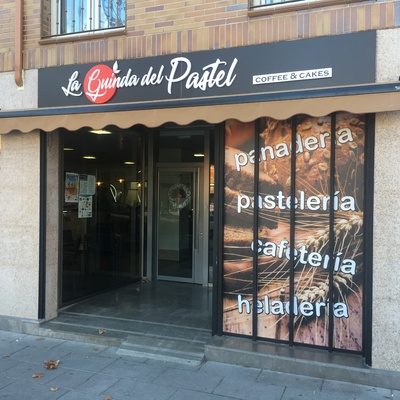 La Guinda del Pastel
COFFEE & CAKES
panadería
pastelería
cafetería
heladería